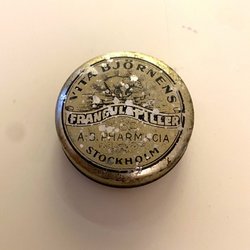 VITA BJÖRNENS
FRANGULAPILLER
A.B. PHARMACIA
STOCKHOLM